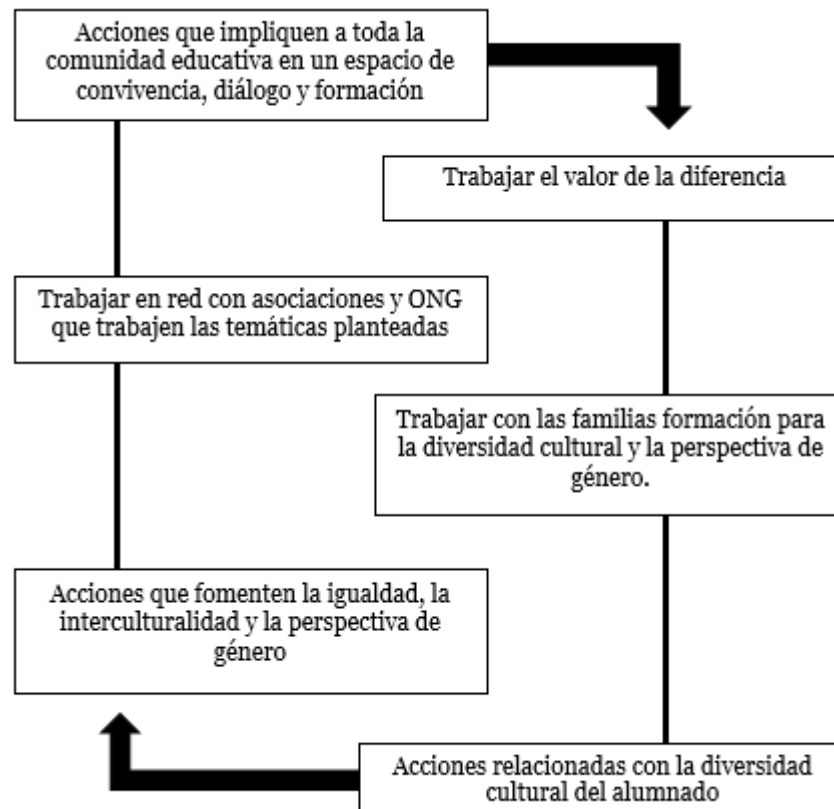 Acciones que impliquen a toda la
comunidad educativa en un espacio de
convivencia, diálogo y formación
Trabajar el valor de la diferencia
Trabajar en red con asociaciones y ONG
que trabajen las temáticas planteadas
Trabajar con las familias formación para
la diversidad cultural y la perspectiva de
género.
Acciones que fomenten la igualdad, la
interculturalidad y la perspectiva de
género
Acciones relacionadas con la diversidad
cultural del alumnado